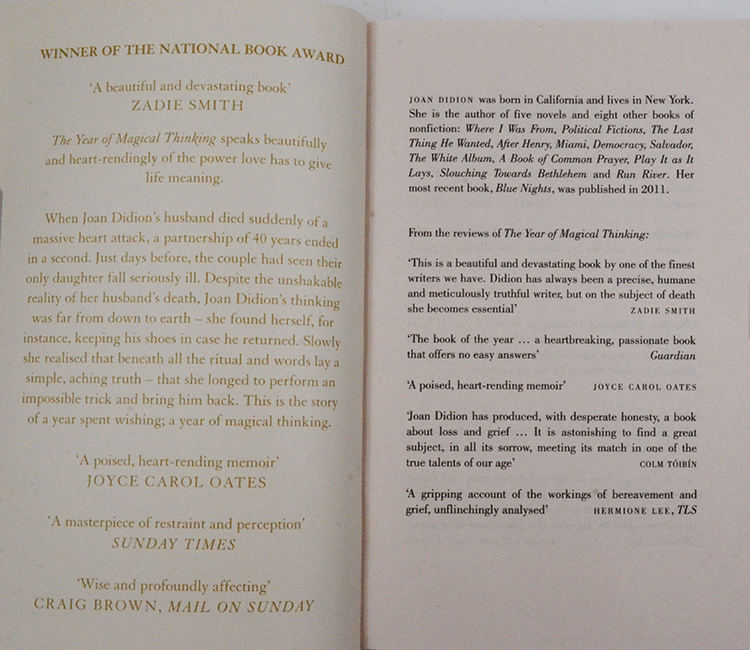 WINNER OF THE NATIONAL BOOK AWARD
‘A beautiful and devastating book’
ZADIE SMITH
The Year of Magical Thinking speaks beautifully
and heart-rendingly of the power love has to give
life meaning.
When Joan Didion’s husband died suddenly of a
massive heart attack, a partnership of 40 years ended
in a second. Just days before, the couple had seen their
only daughter fall seriously ill. Despite the unshakable
reality of her husband’s death, Joan Didion’s thinking
was far from down to earth – she found herself, for
instance, keeping his shoes in case he returned. Slowly
she realised that beneath all the ritual and words lay a
simple, aching truth – that she longed to perform an
impossible trick and bring him back. This is the story
of a year spent wishing; a year of magical thinking.
‘A poised, heart-rending memoir’
JOYCE CAROL OATES
‘A masterpiece of restraint and perception’
SUNDAY TIMES
‘Wise and profoundly affecting’
CRAIG BROWN, MAIL ON SUNDAY
JOAN DIDION was born in California and lives in New York.
She is the author of five novels and eight other books of
nonfiction: Where I Was From, Political Fictions, The Last
Thing He Wanted, After Henry, Miami, Democracy, Salvador,
The White Album, A Book of Common Prayer, Play It as It
Lays, Slouching Towards Bethlehem and Run River. Her
most recent book, Blue Nights, was published in 2011.
From the reviews of The Year of Magical Thinking:
‘This is a beautiful and devastating book by one of the finest
writers we have. Didion has always been a precise, humane
and meticulously truthful writer, but on the subject of death
she becomes essential’ ZADIE SMITH
‘The book of the year ... a heartbreaking, passionate book
that offers no easy answers’ Guardian
‘A poised, heart-rending memoir’ JOYCE CAROL OATES
‘Joan Didion has produced, with desperate honesty, a book
about loss and grief ... It is astonishing to find a great
subject, in all its sorrow, meeting its match in one of the
true talents of our age’ COLM TÓIBÍN
‘A gripping account of the workings of bereavement and
grief, unflinchingly analysed’ HERMIONE LEE, TLS